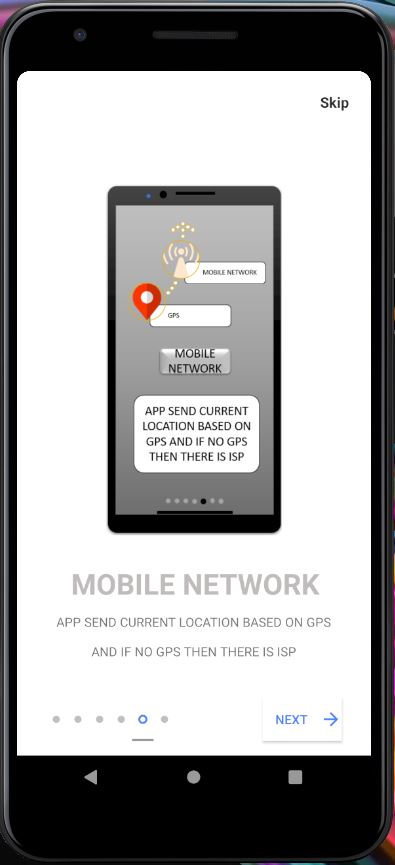 Skip
MOBILE NETWORK
GPS
MOBILE
NETWORK
APP SEND CURRENT
LOCATION BASED ON
GPS AND IF NO GPS
THEN THERE IS ISP
MOBILE NETWORK
APP SEND CURRENT LOCATION BASED ON GPS
AND IF NO GPS THEN THERE IS ISP
NEXT